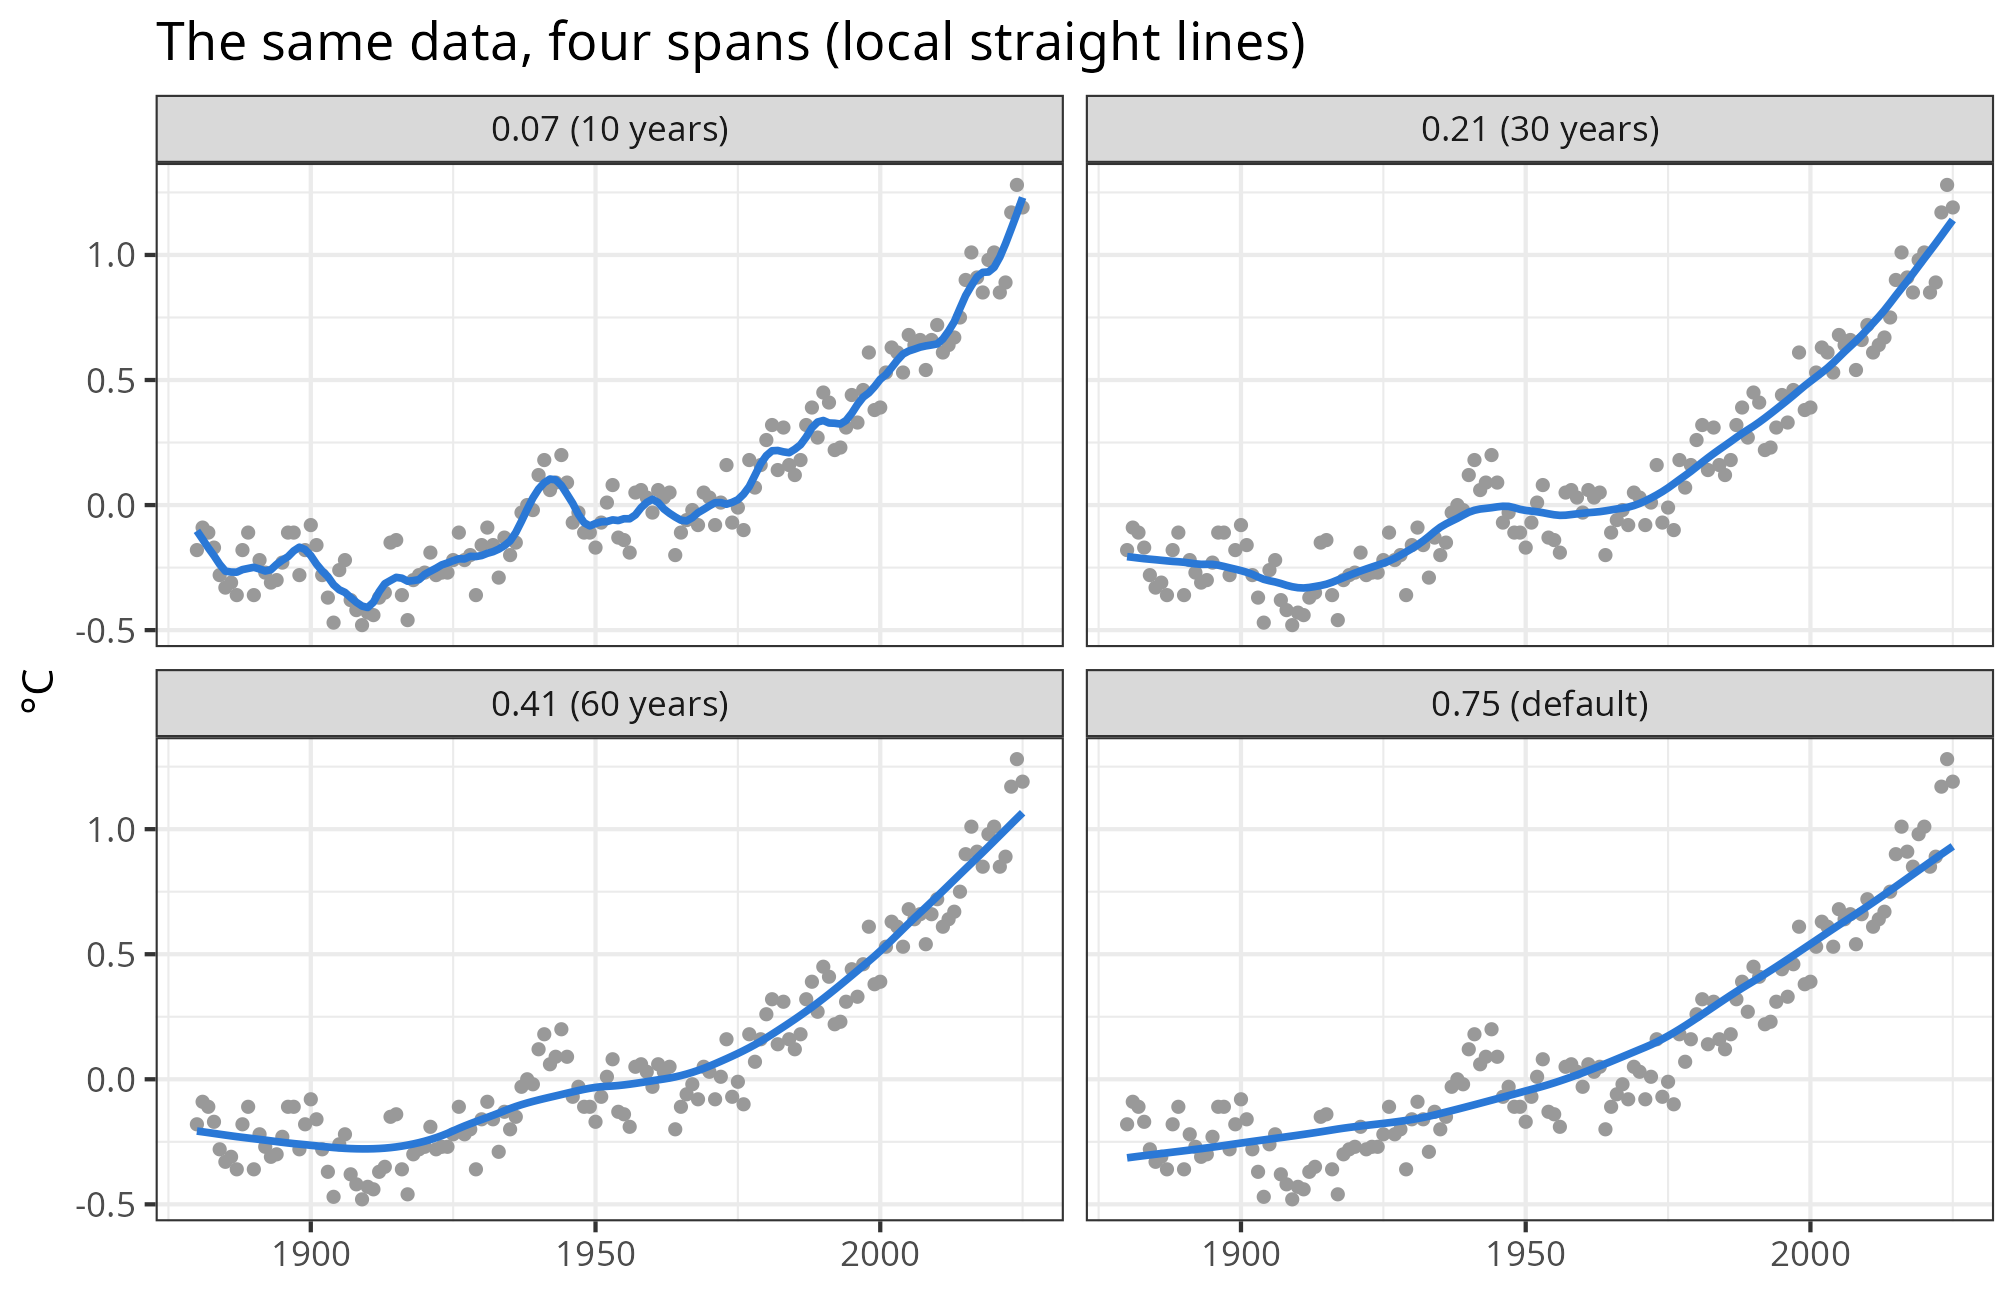 The same data, four spans (local straight lines)
0.07 (10 years)
0.21 (30 years)
1.0
0.5
0.0
-0.5
°C
0.41 (60 years)
0.75 (default)
1.0
0.5
0.0
-0.5
1900
1950
2000
1900
1950
2000